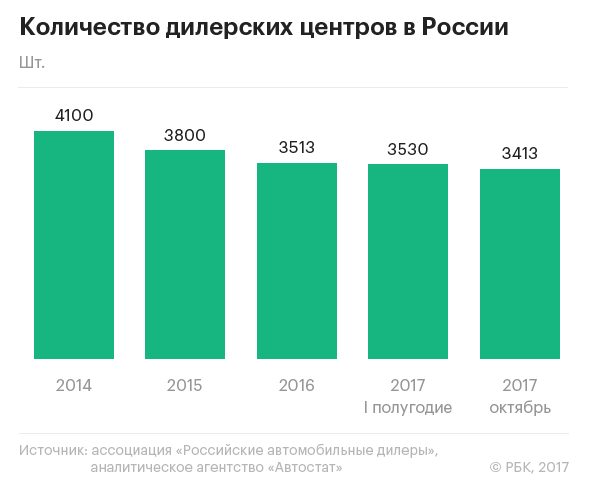 Количество дилерских центров в России
Шт.
4100
3800
3513
3530
3413
2014
2015
2016
2017
I полугодие
2017
октябрь
Источник: ассоциация «Российские автомобильные дилеры»,
аналитическое агентство «Автостат»
© РБК, 2017